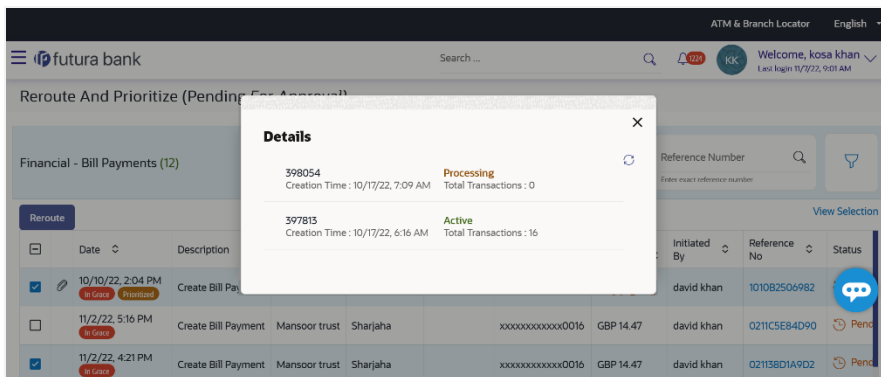 ATM & Branch Locator English
futura bank Search ... 1224 KK Welcome, kosa khan
Last login 11/7/22, 9:01 AM
Reroute And Prioritize (Pending For Approval)
Details
Financial - Bill Payments (12)
398054 Processing
Creation Time : 10/17/22, 7:09 AM Total Transactions : 0
397813 Active
Creation Time : 10/17/22, 6:16 AM Total Transactions : 16
Reference Number
Enter exact reference number
Reroute View Selection
Date Description Initiated By Reference No Status
10/10/22, 2:04 PM Create Bill Pay david khan 1010B2506982
In Grace Prioritized
11/2/22, 5:16 PM Create Bill Payment Mansoor trust Sharjaha xxxxxxxxxxxx0016 GBP 14.47 david khan 0211C5E84D90 Pend
In Grace
11/2/22, 4:21 PM Create Bill Payment Mansoor trust Sharjaha xxxxxxxxxxxx0016 GBP 14.47 david khan 02113BD1A9D2 Pend
In Grace